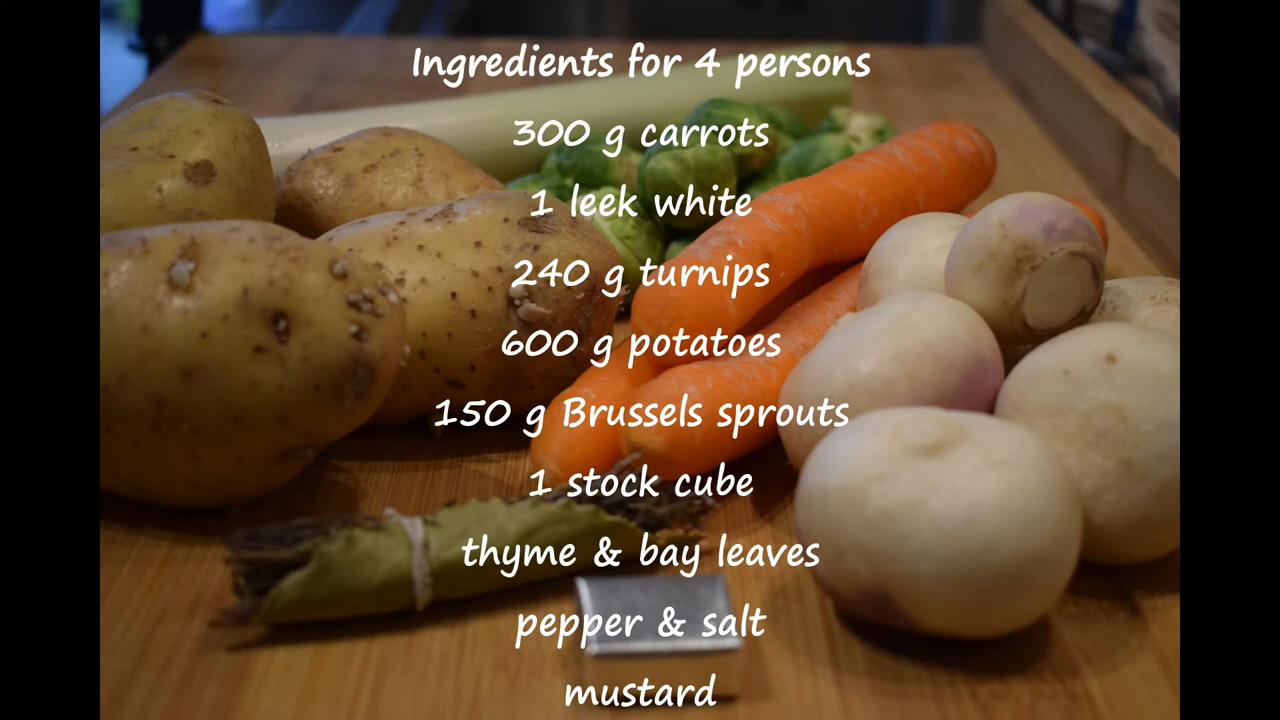 Ingredients for 4 persons
300 g carrots
1 leek white
240 g turnips
600 g potatoes
150 g Brussels sprouts
1 stock cube
thyme & bay leaves
pepper & salt
mustard